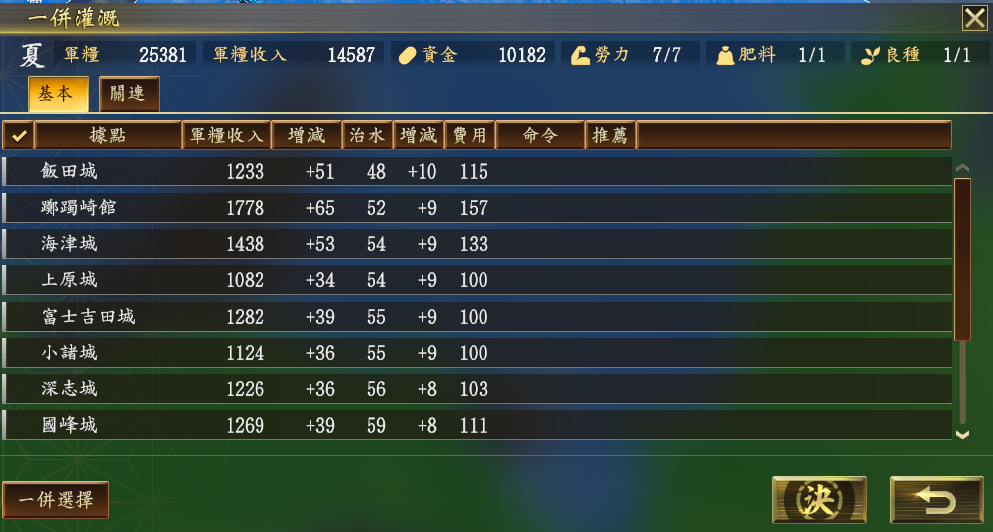 一併灌溉
夏 軍糧 25381 軍糧收入 14587 資金 10182 勞力 7/7 肥料 1/1 良種 1/1
基本 關連
據點 軍糧收入 增減 治水 增減 費用 命令 推薦
飯田城 1233 +51 48 +10 115
躑躅崎館 1778 +65 52 +9 157
海津城 1438 +53 54 +9 133
上原城 1082 +34 54 +9 100
富士吉田城 1282 +39 55 +9 100
小諸城 1124 +36 55 +9 100
深志城 1226 +36 56 +8 103
國峰城 1269 +39 59 +8 111
一併選擇 決